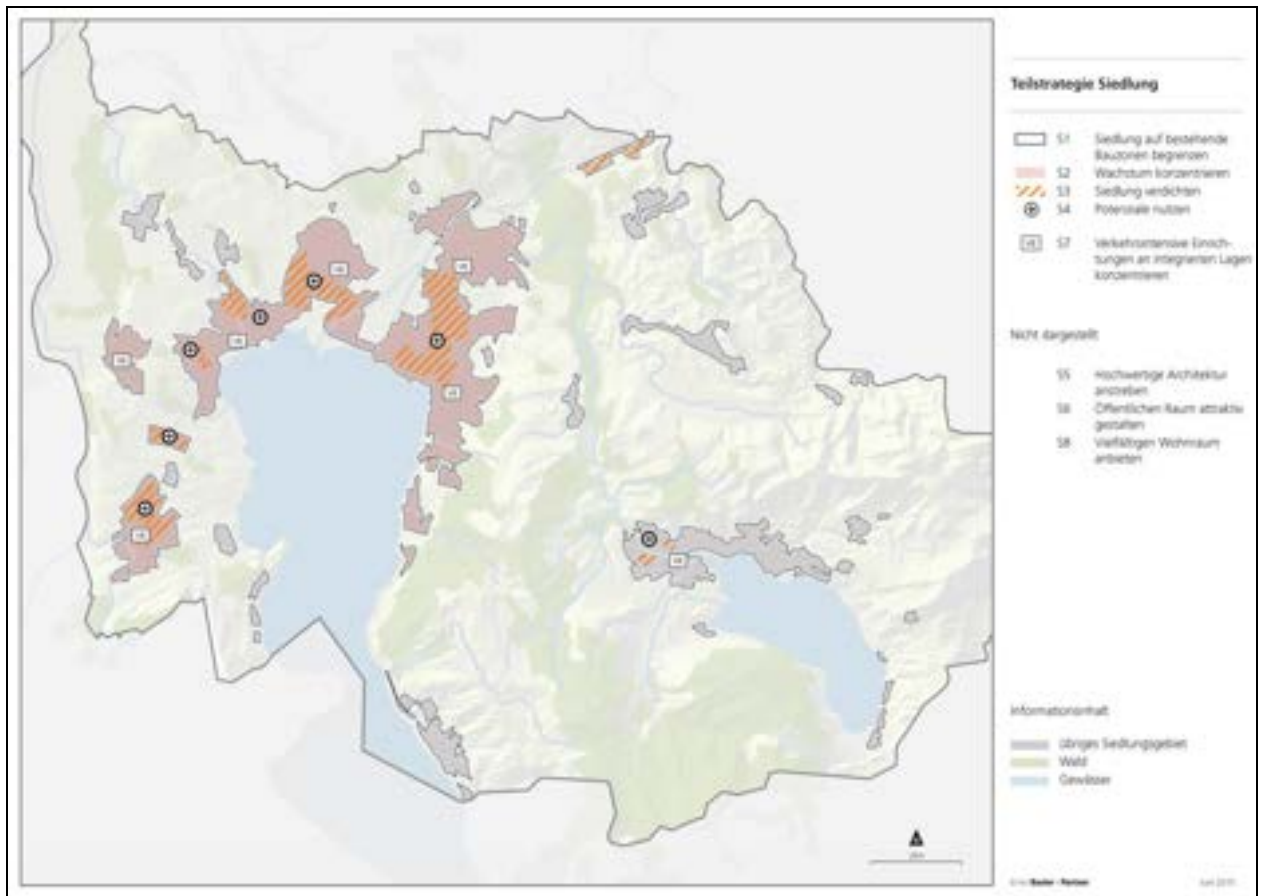 Teilstrategie Siedlung
S1 Siedlung auf bestehende
Bauzonen begrenzen
S2 Wachstum konzentrieren
S3 Siedlung verdichten
S4 Potenziale nutzen
S7 Verkehrsintensive Einrich-
tungen an integrierten Lagen
konzentrieren
Nicht dargestellt
S5 Hochwertige Architektur
anstreben
S6 Öffentlichen Raum attraktiv
gestalten
S8 Vielfältigen Wohnraum
anbieten
Informationsinhalt
übriges Siedlungsgebiet
Wald
Gewässer
Basler + Partner